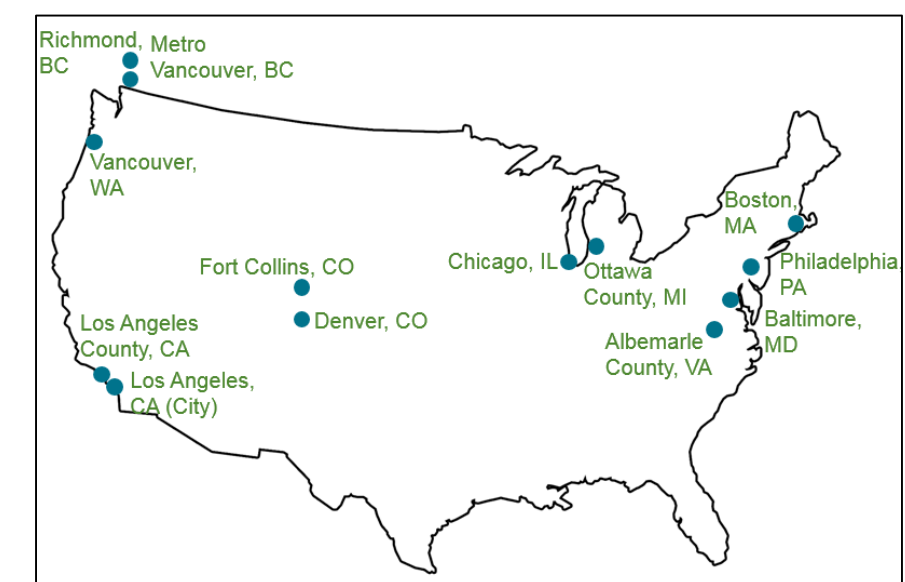 Richmond,
BC
Metro
Vancouver, BC
Vancouver,
WA
Boston,
MA
Fort Collins, CO
Chicago, IL
Ottawa
County, MI
Philadelphia,
PA
Denver, CO
Los Angeles
County, CA
Baltimore,
MD
Albemarle
County, VA
Los Angeles,
CA (City)